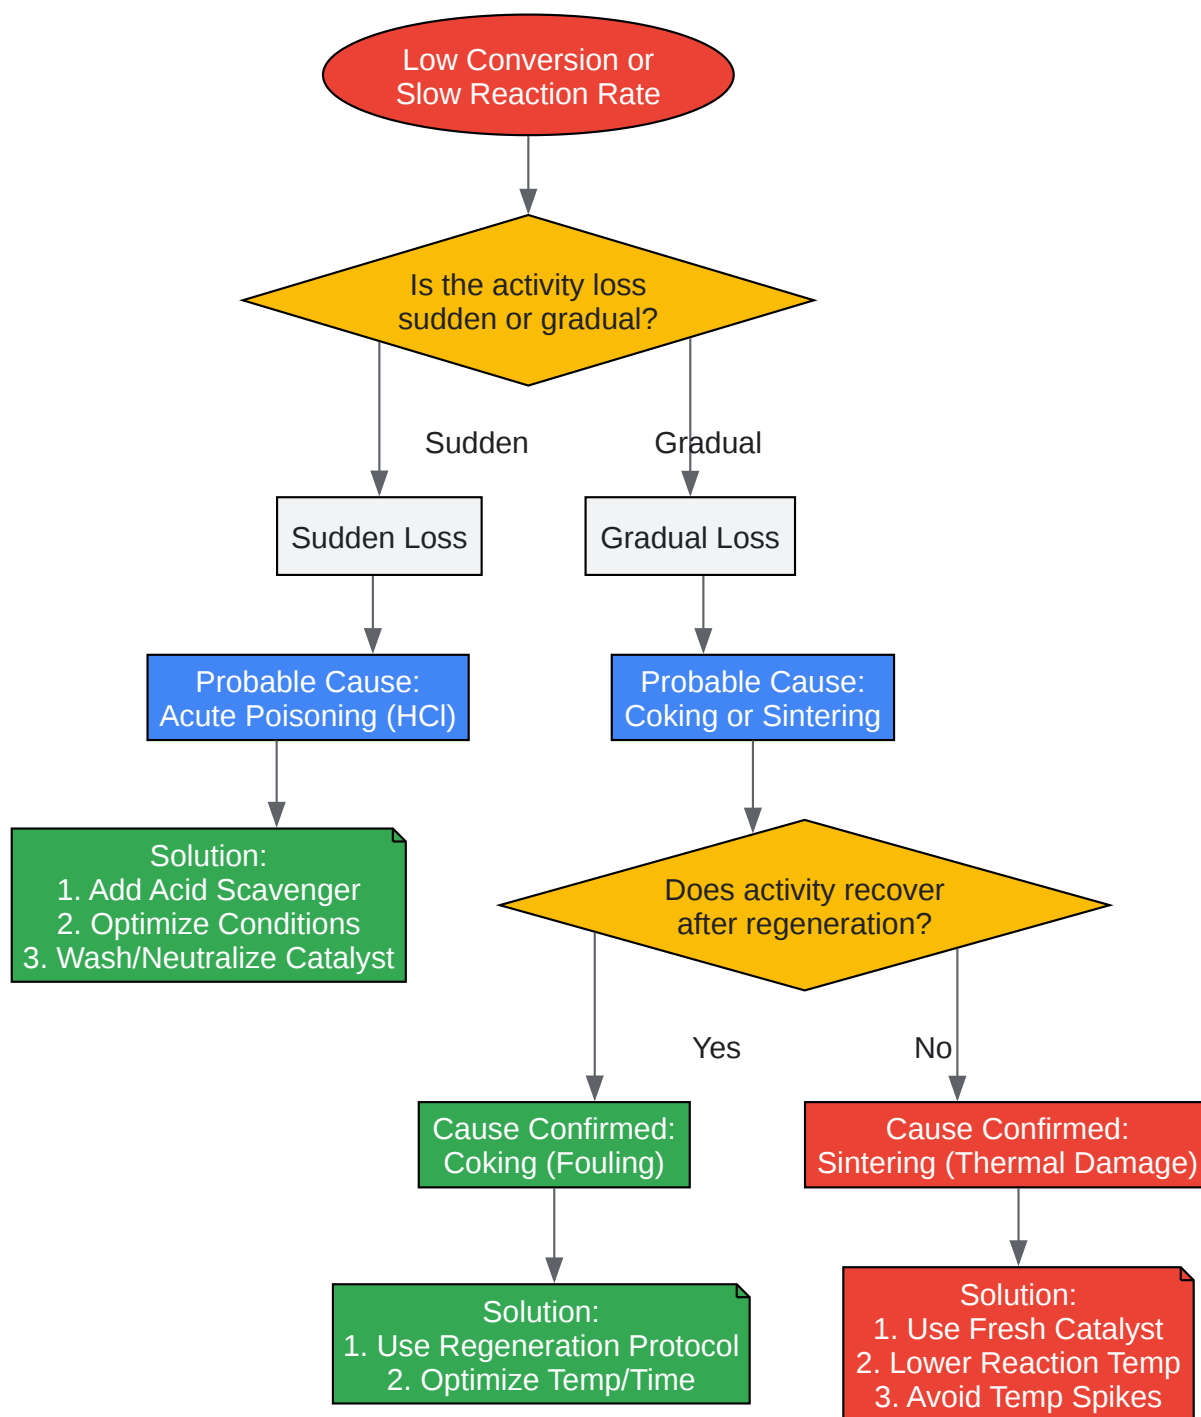 Low Conversion or
Slow Reaction Rate
Is the activity loss
sudden or gradual?
Sudden
Gradual
Sudden Loss
Gradual Loss
Probable Cause:
Acute Poisoning (HCl)
Probable Cause:
Coking or Sintering
Solution:
1. Add Acid Scavenger
2. Optimize Conditions
3. Wash/Neutralize Catalyst
Does activity recover
after regeneration?
Yes
No
Cause Confirmed:
Coking (Fouling)
Cause Confirmed:
Sintering (Thermal Damage)
Solution:
1. Use Regeneration Protocol
2. Optimize Temp/Time
Solution:
1. Use Fresh Catalyst
2. Lower Reaction Temp
3. Avoid Temp Spikes